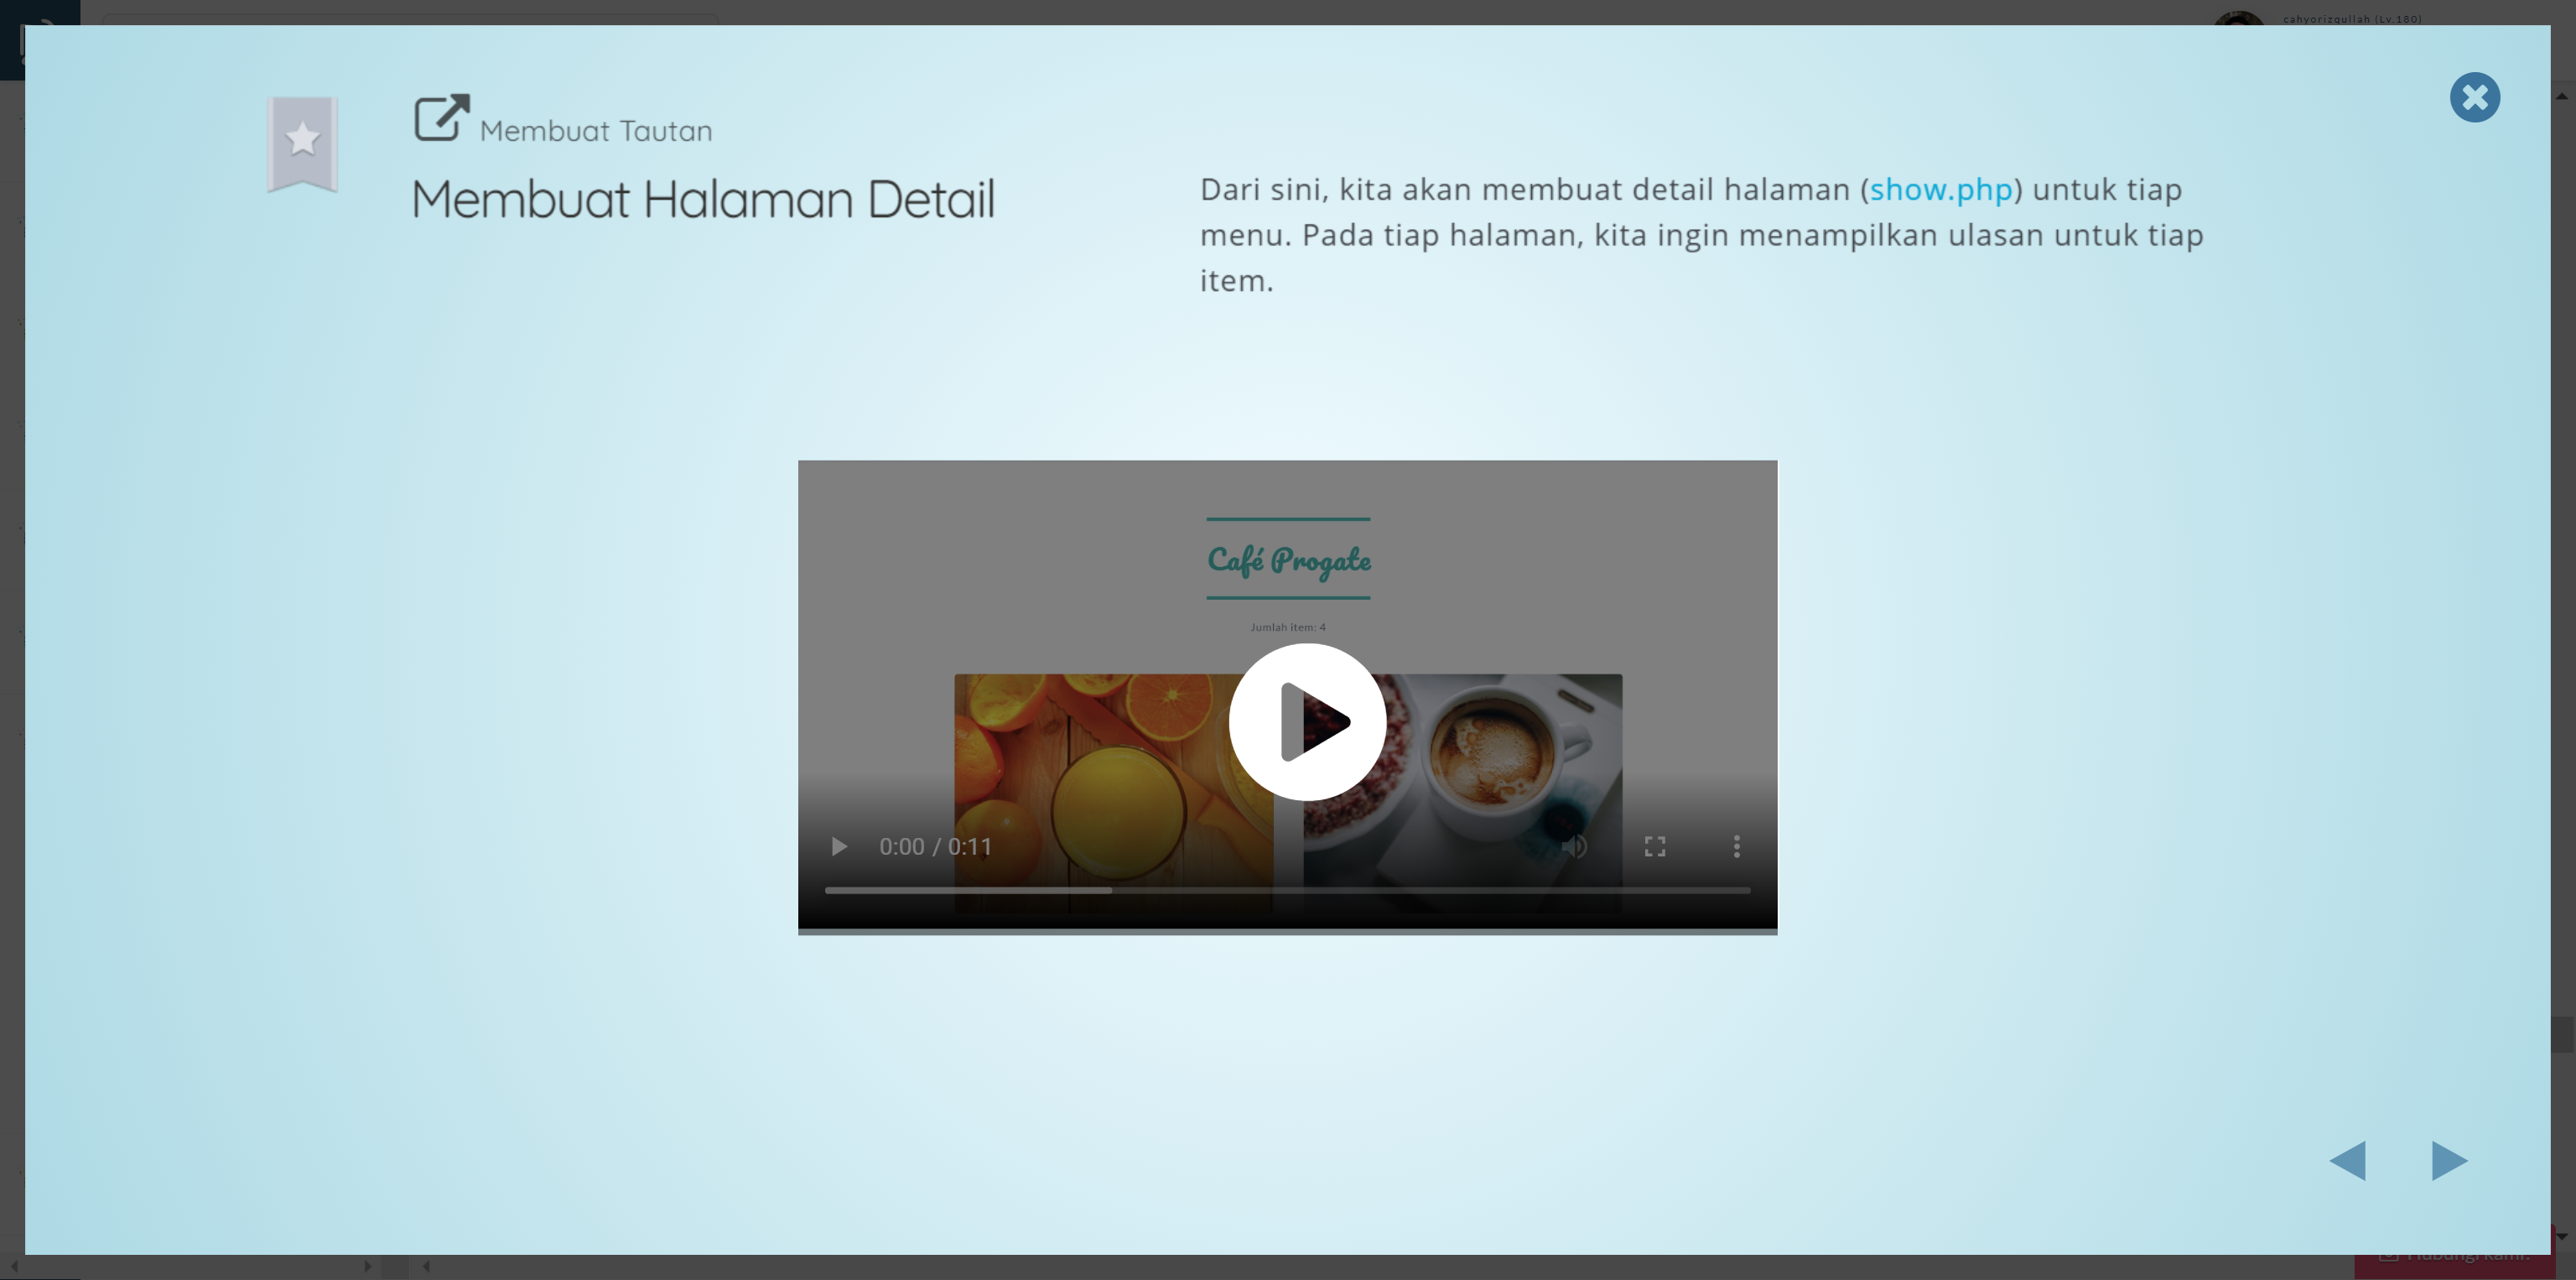 cahyorizqullah (Lv.180)
Membuat Tautan
Membuat Halaman Detail
Dari sini, kita akan membuat detail halaman (show.php) untuk tiap
menu. Pada tiap halaman, kita ingin menampilkan ulasan untuk tiap
item.
Café Progate
Jumlah item: 4
0:00 / 0:11
Hubungi kami